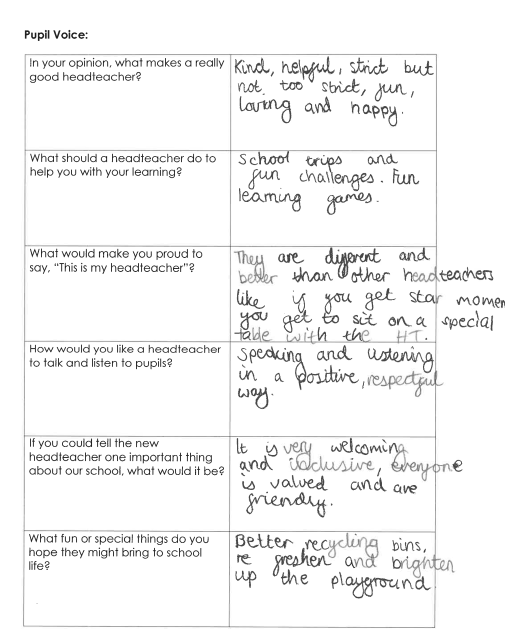 Pupil Voice:
In your opinion, what makes a really
good headteacher?
Kind, helpful, strict but
not too strict, fun,
loving and happy.
What should a headteacher do to
help you with your learning?
School trips and
fun challenges. Fun
learning games.
What would make you proud to
say, "This is my headteacher"?
They are different and
better than other headteachers
like if you get star momen
you get to sit on a special
table with the HT.
How would you like a headteacher
to talk and listen to pupils?
Speaking and listening
in a positive, respectful
way.
If you could tell the new
headteacher one important thing
about our school, what would it be?
It is very welcoming
and inclusive, everyone
is valued and are
friendly.
What fun or special things do you
hope they might bring to school
life?
Better recycling bins,
re greshen and brighten
up the playground